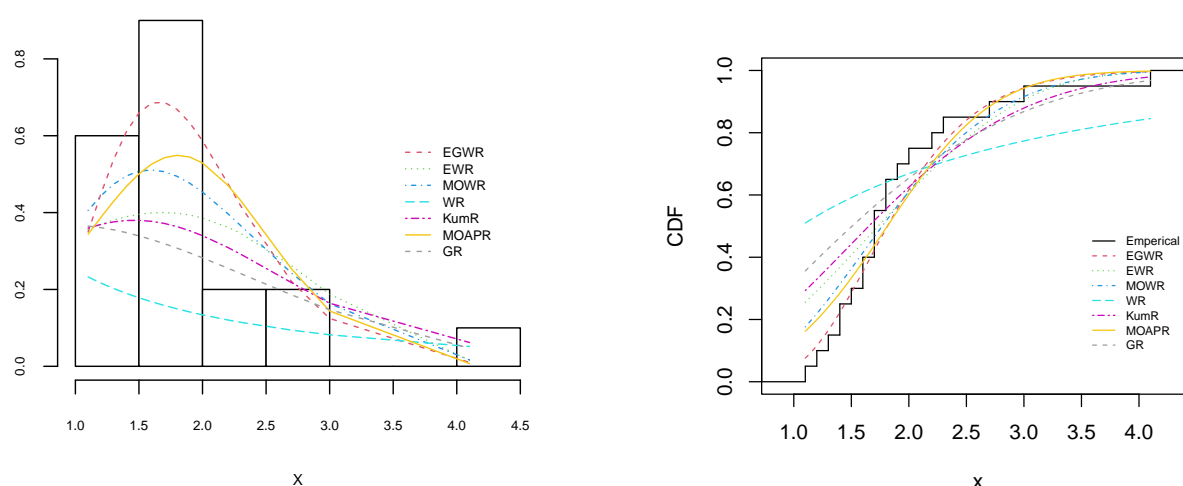 0.8
0.6
0.4
0.2
0.0
1.0 1.5 2.0 2.5 3.0 3.5 4.0 4.5
X
EGWR
EWR
MOWR
WR
KumR
MOAPR
GR
CDF
1.0
0.8
0.6
0.4
0.2
0.0
1.0 1.5 2.0 2.5 3.0 3.5 4.0
x
Emperical
EGWR
EWR
MOWR
WR
KumR
MOAPR
GR